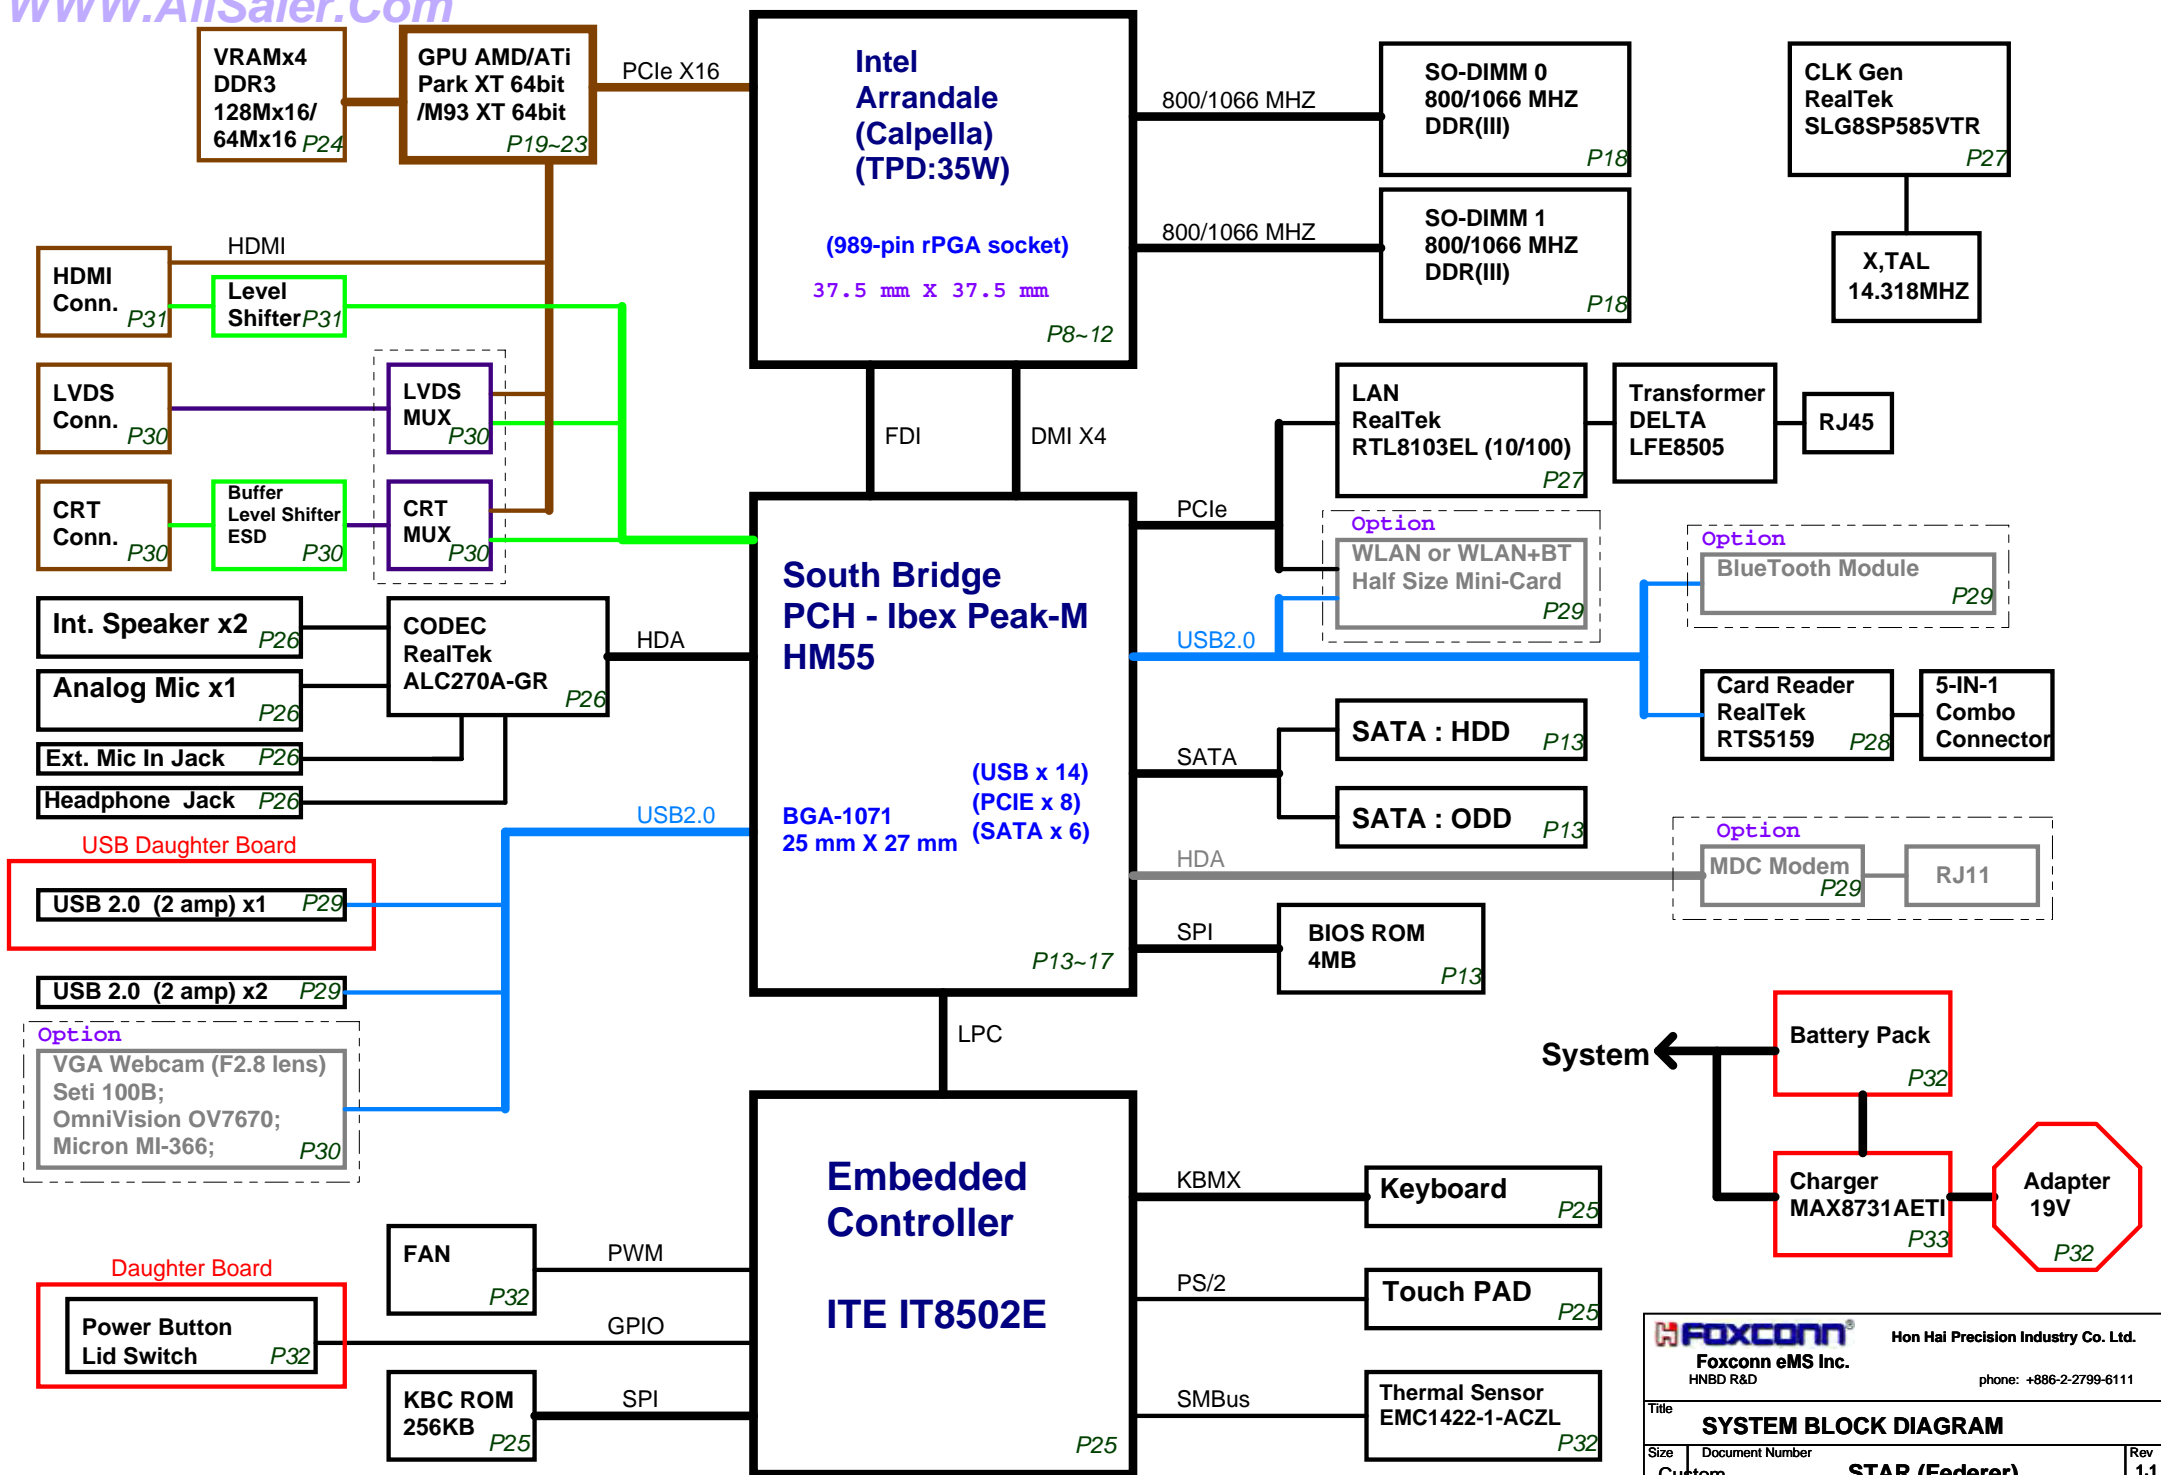 WWW.AllSaler.Com
VRAMx4
DDR3
128Mx16/
64Mx16 P24
GPU AMD/ATi
Park XT 64bit
/M93 XT 64bit
P19~23
PCIe X16
Intel
Arrandale
(Calpella)
(TPD:35W)
(989-pin rPGA socket)
37.5 mm X 37.5 mm
P8~12
800/1066 MHZ
SO-DIMM 0
800/1066 MHZ
DDR(III)
P18
800/1066 MHZ
SO-DIMM 1
800/1066 MHZ
DDR(III)
P18
CLK Gen
RealTek
SLG8SP585VTR
P27
X,TAL
14.318MHZ
HDMI
HDMI
Conn.
P31
Level
Shifter P31
LVDS
Conn.
P30
LVDS
MUX
P30
CRT
Conn.
P30
Buffer
Level Shifter
ESD
P30
CRT
MUX
P30
FDI
DMI X4
LAN
RealTek
RTL8103EL (10/100)
P27
Transformer
DELTA
LFE8505
RJ45
PCIe
Option
WLAN or WLAN+BT
Half Size Mini-Card
P29
Option
BlueTooth Module
P29
USB2.0
Card Reader
RealTek
RTS5159
P28
5-IN-1
Combo
Connector
South Bridge
PCH - Ibex Peak-M
HM55
(USB x 14)
(PCIE x 8)
(SATA x 6)
BGA-1071
25 mm X 27 mm
P13~17
Int. Speaker x2
P26
Analog Mic x1
P26
Ext. Mic In Jack P26
Headphone Jack P26
CODEC
RealTek
ALC270A-GR
P26
HDA
USB2.0
SATA
SATA : HDD P13
SATA : ODD P13
HDA
Option
MDC Modem
P29
RJ11
SPI
BIOS ROM
4MB
P13
USB Daughter Board
USB 2.0 (2 amp) x1 P29
USB 2.0 (2 amp) x2 P29
Option
VGA Webcam (F2.8 lens)
Seti 100B;
OmniVision OV7670;
Micron MI-366;
P30
LPC
System
Battery Pack
P32
Charger
MAX8731AETI
P33
Adapter
19V
P32
Embedded
Controller
ITE IT8502E
P25
FAN
P32
PWM
Daughter Board
Power Button
Lid Switch
P32
GPIO
KBC ROM
256KB
P25
SPI
KBMX
Keyboard
P25
PS/2
Touch PAD
P25
SMBus
Thermal Sensor
EMC1422-1-ACZL
P32
FOXCONN® Hon Hai Precision Industry Co. Ltd.
Foxconn eMS Inc.
HNBD R&D
phone: +886-2-2799-6111
Title
SYSTEM BLOCK DIAGRAM
Size Document Number Rev
Custom STAR (Federer) 1.1